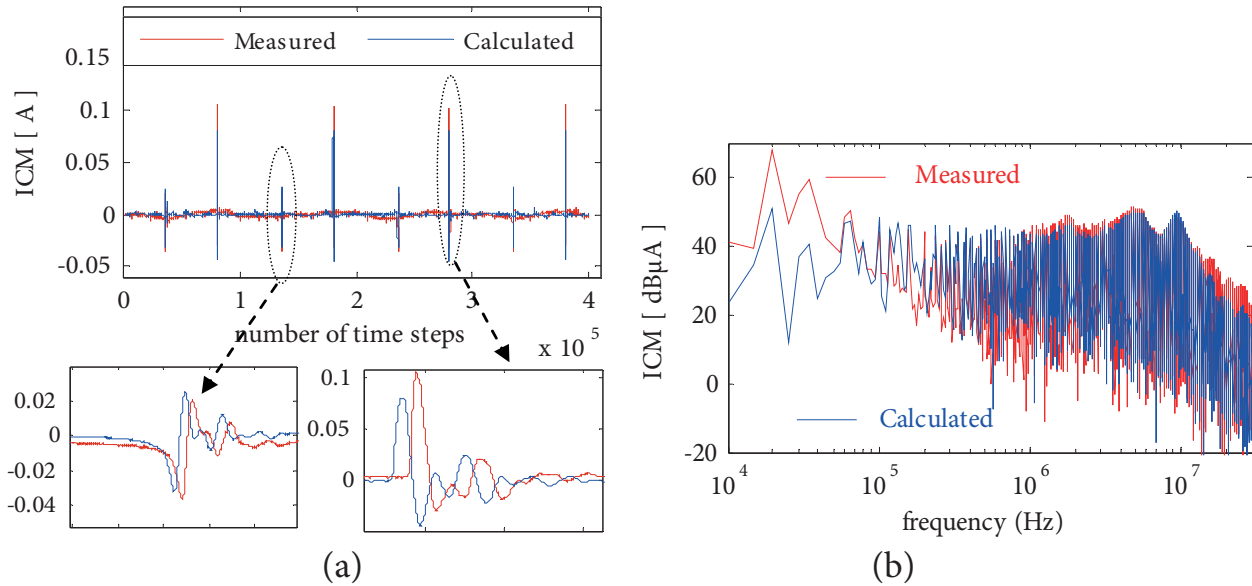 Measured Calculated
0.15
0.1
0.05
0
-0.05
ICM [ A ]
0 1 2 3 4
number of time steps
x 10 5
0.02
0
-0.02
-0.04
0.1
0.05
0
(a)
60
40
20
0
-20
ICM [ dBµA ]
Measured
Calculated
10 4 10 5 10 6 10 7
frequency (Hz)
(b)